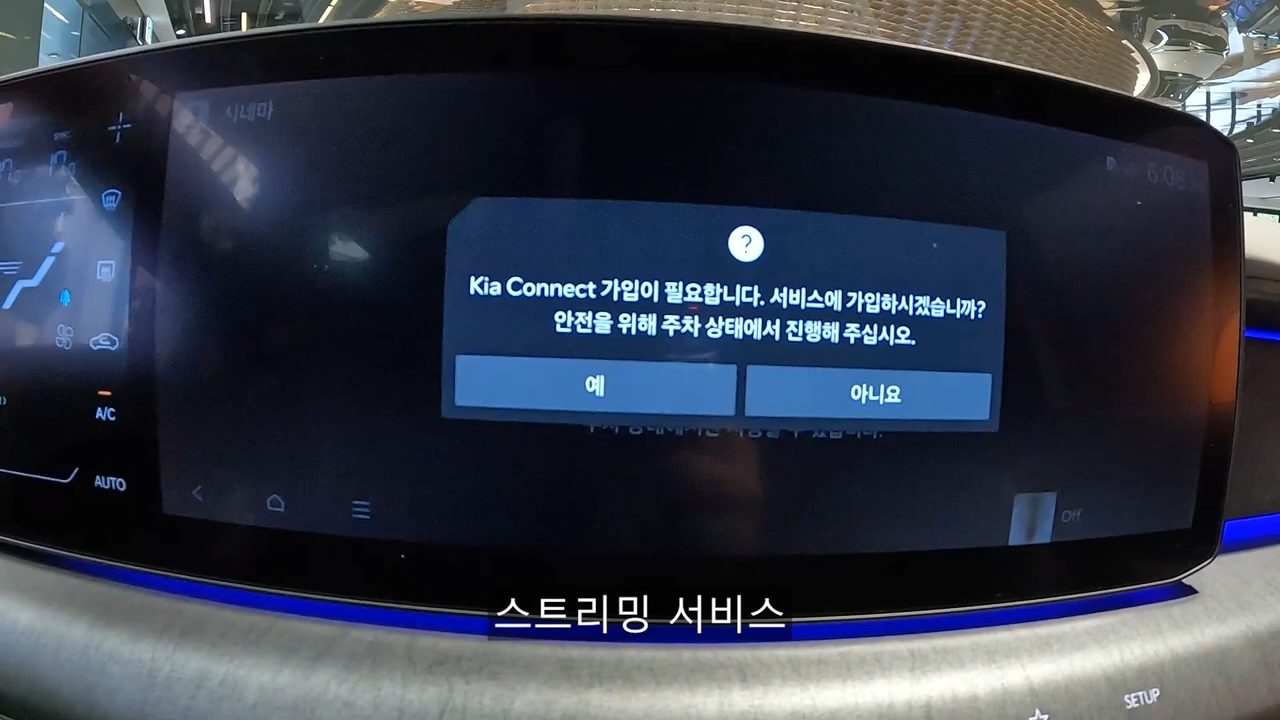 시네마
6:08
Kia Connect 가입이 필요합니다. 서비스에 가입하시겠습니까?
안전을 위해 주차 상태에서 진행해 주십시오.
예
아니요
A/C
AUTO
Off
스트리밍 서비스
SETUP